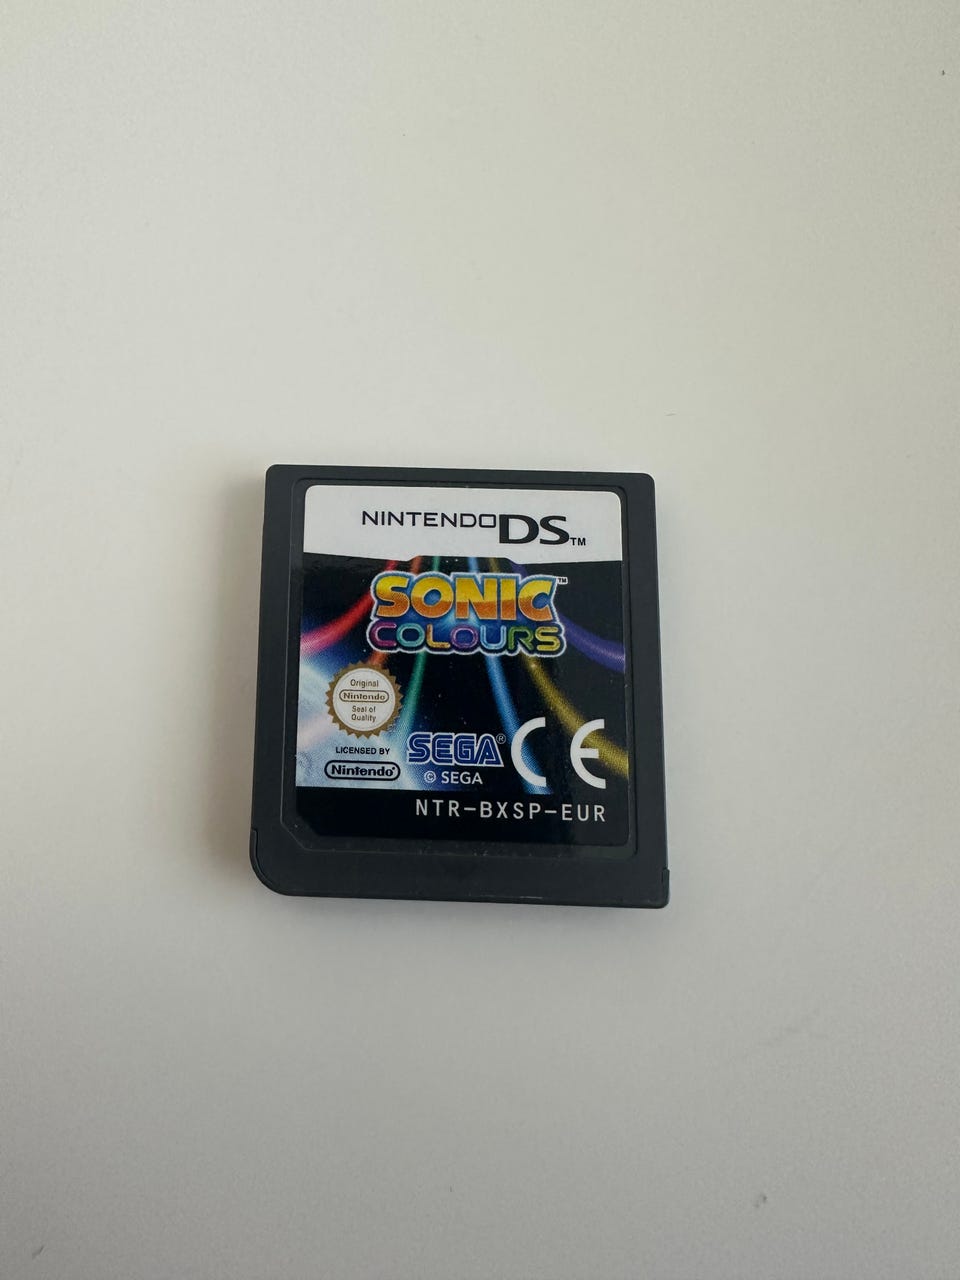 NINTENDO DS™
SONIC™
COLOURS
Original
Nintendo
Seal of
Quality
LICENSED BY
Nintendo®
SEGA®
© SEGA
CE
NTR-BXSP-EUR